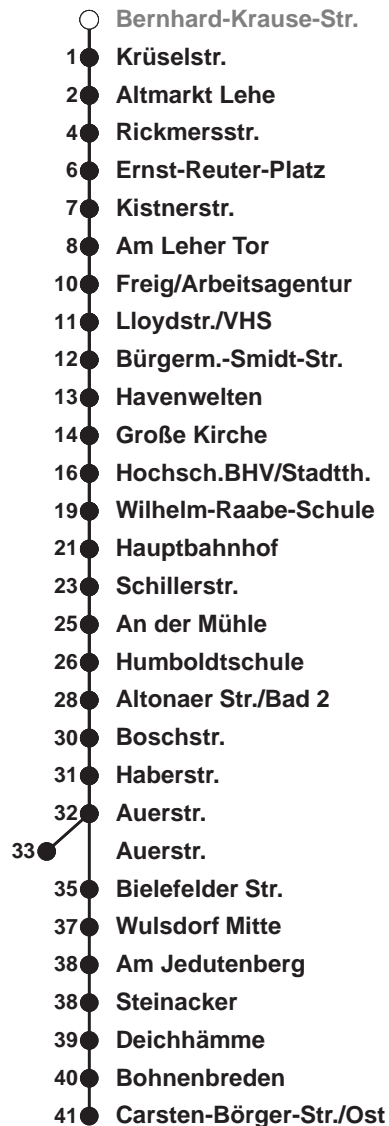 Bernhard-Krause-Str.
1 Krüselstr.
2 Altmarkt Lehe
4 Rickmersstr.
6 Ernst-Reuter-Platz
7 Kistnerstr.
8 Am Leher Tor
10 Freig/Arbeitsagentur
11 Lloydstr./VHS
12 Bürgerm.-Smidt-Str.
13 Havenwelten
14 Große Kirche
16 Hochsch.BHV/Stadtth.
19 Wilhelm-Raabe-Schule
21 Hauptbahnhof
23 Schillerstr.
25 An der Mühle
26 Humboldtschule
28 Altonaer Str./Bad 2
30 Boschstr.
31 Haberstr.
32 Auerstr.
33 Auerstr.
35 Bielefelder Str.
37 Wulsdorf Mitte
38 Am Jedutenberg
38 Steinacker
39 Deichhämme
40 Bohnenbreden
41 Carsten-Börger-Str./Ost